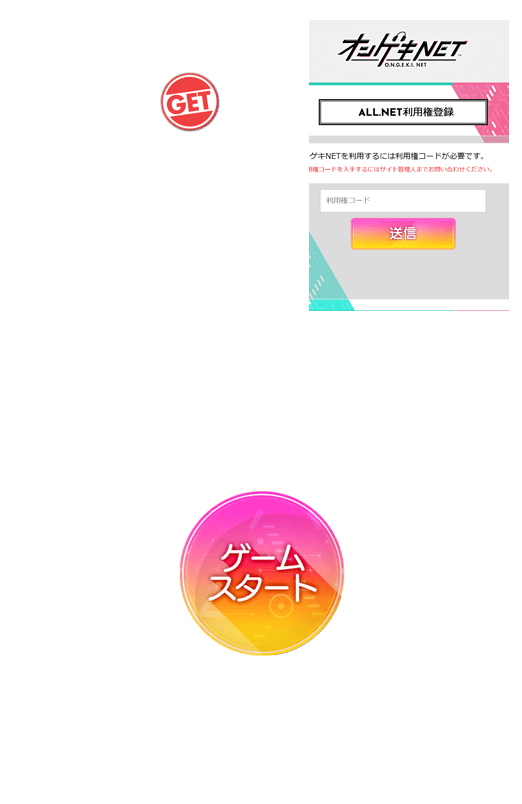 オンゲキNET
O.N.G.E.K.I. NET
GET
ALL.NET利用権登録
ゲキNETを利用するには利用権コードが必要です。
権コードを入手するにはサイト管理人までお問い合わせください。
利用権コード
送信
ゲーム
スタート